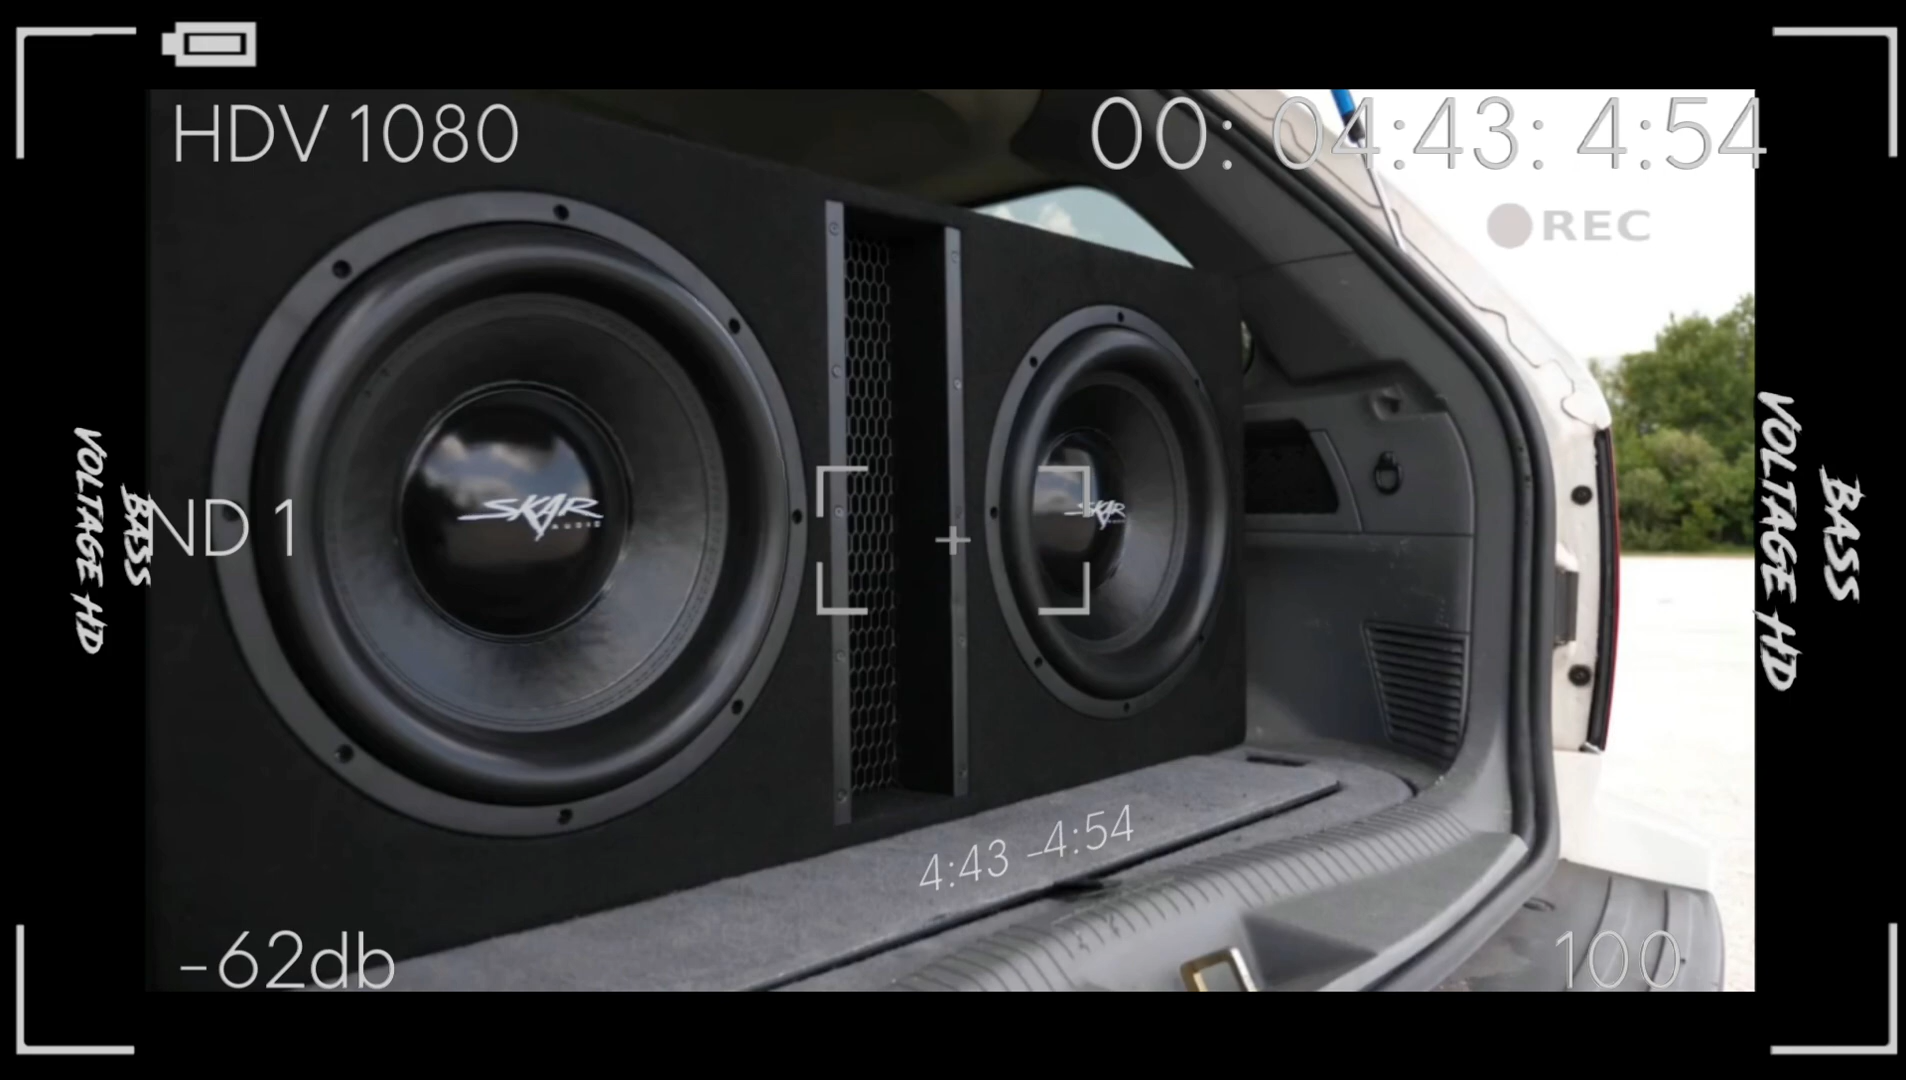 HDV 1080
00: 04:43: 4:54
REC
SKAR
AUDIO
SKAR
VOLTAGE HD
BASS
ND 1
BASS
VOLTAGE HD
4:43 -4:54
-62db
100